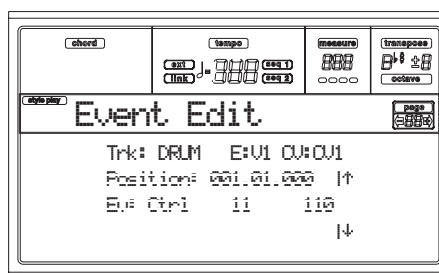 chord tempo measure transpose
ext seq 1
link seq 2
octave
style play
Event Edit
page
Trk: DRUM E:V1 CV:CV1
Position: 001.01.000 |↑
Ev: Ctrl 11 110
|↓